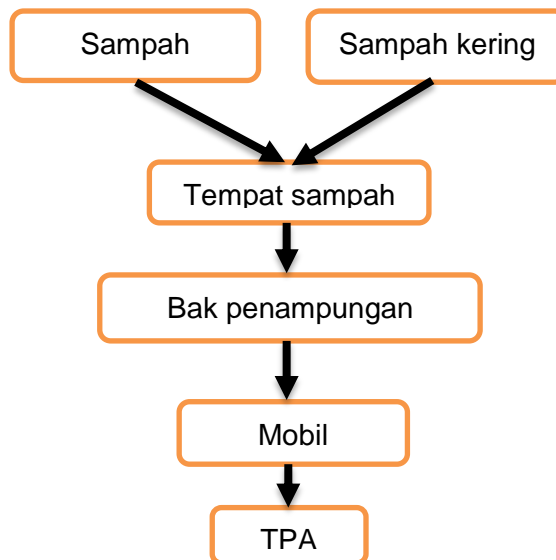 Sampah
Sampah kering
Tempat sampah
Bak penampungan
Mobil
TPA